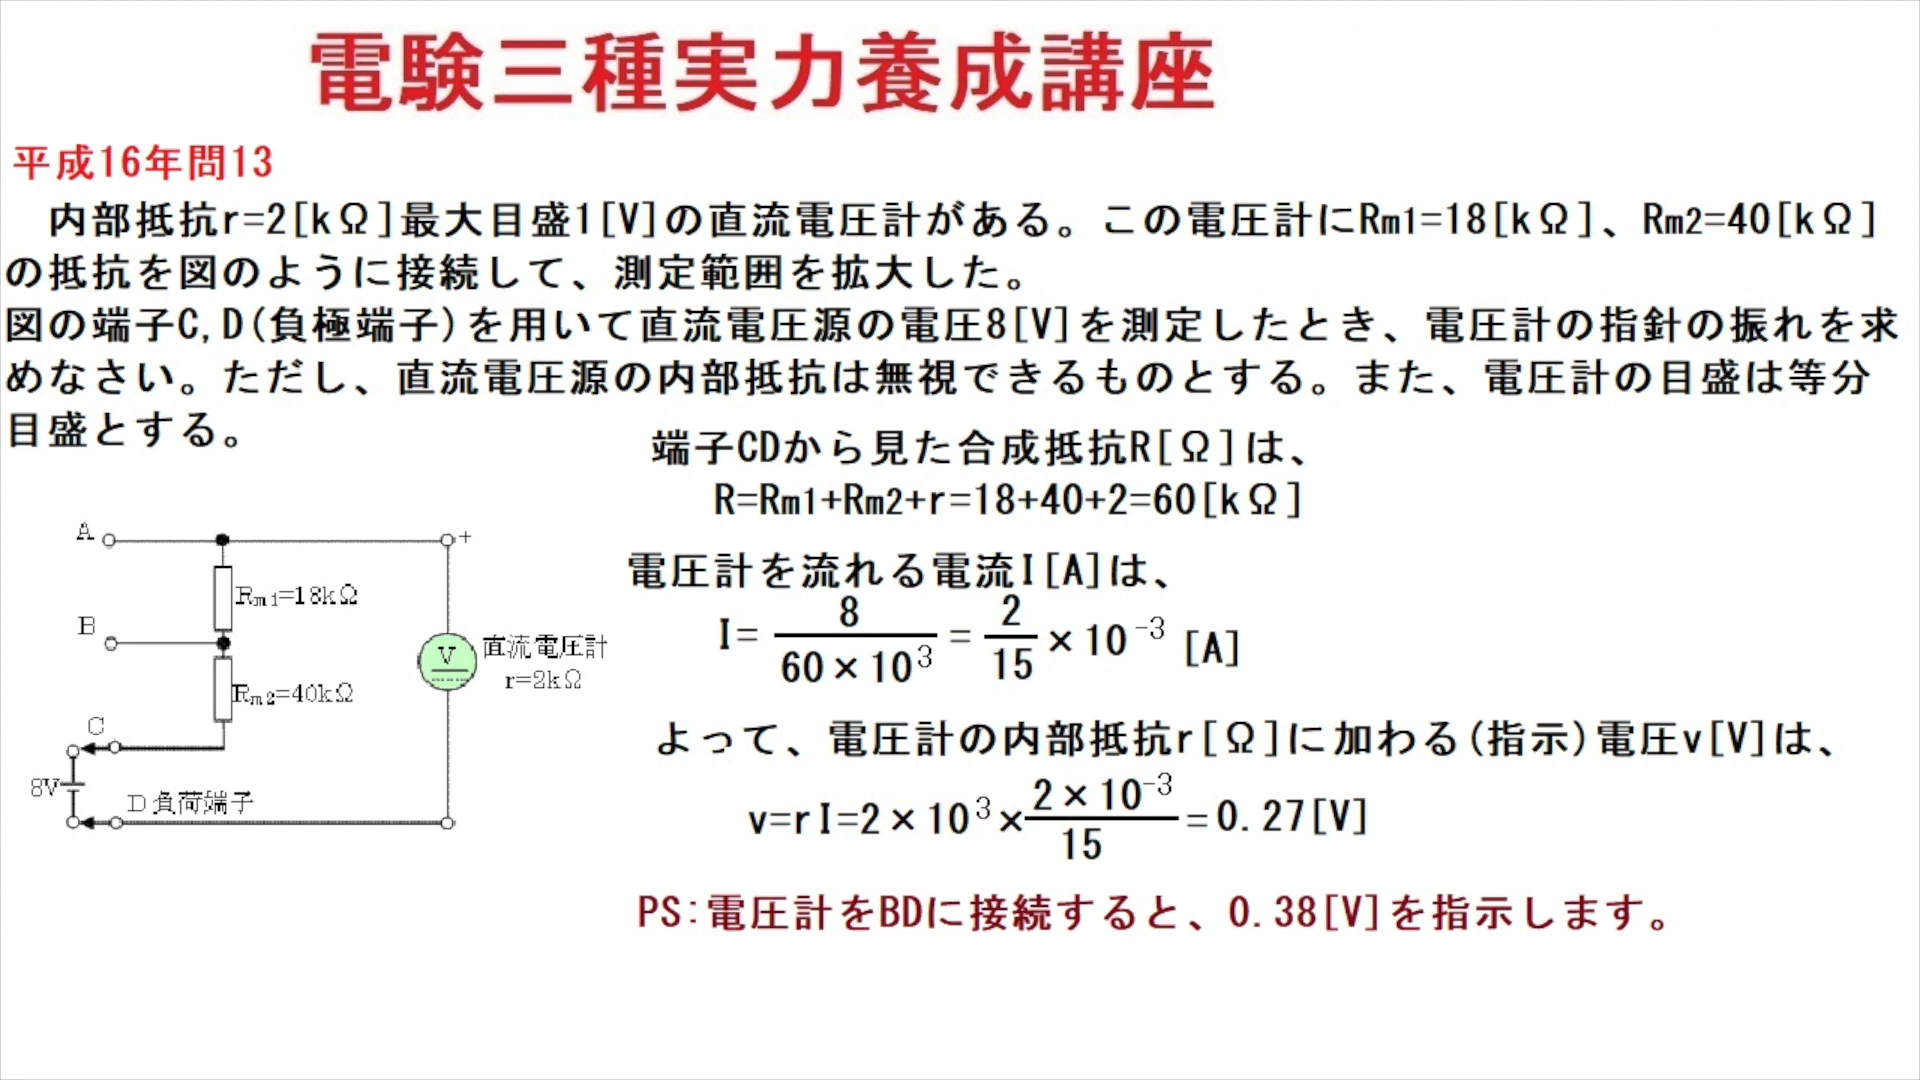 電験三種実力養成講座
平成16年問13
内部抵抗r=2[kΩ]最大目盛1[V]の直流電圧計がある。この電圧計にRm1=18[kΩ]、Rm2=40[kΩ]
の抵抗を図のように接続して、測定範囲を拡大した。
図の端子C,D(負極端子)を用いて直流電圧源の電圧8[V]を測定したとき、電圧計の指針の振れを求
めなさい。ただし、直流電圧源の内部抵抗は無視できるものとする。また、電圧計の目盛は等分
目盛とする。
端子CDから見た合成抵抗R[Ω]は、
R=Rm1+Rm2+r=18+40+2=60[kΩ]
電圧計を流れる電流I[A]は、
I= 8/(60×10^3) = 2/15 ×10^-3 [A]
よって、電圧計の内部抵抗r[Ω]に加わる(指示)電圧v[V]は、
v=rI=2×10^3×(2×10^-3)/15=0.27[V]
PS:電圧計をBDに接続すると、0.38[V]を指示します。
A
+
Rm1=18kΩ
B
V
直流電圧計
r=2kΩ
Rm2=40kΩ
C
8V
D 負荷端子